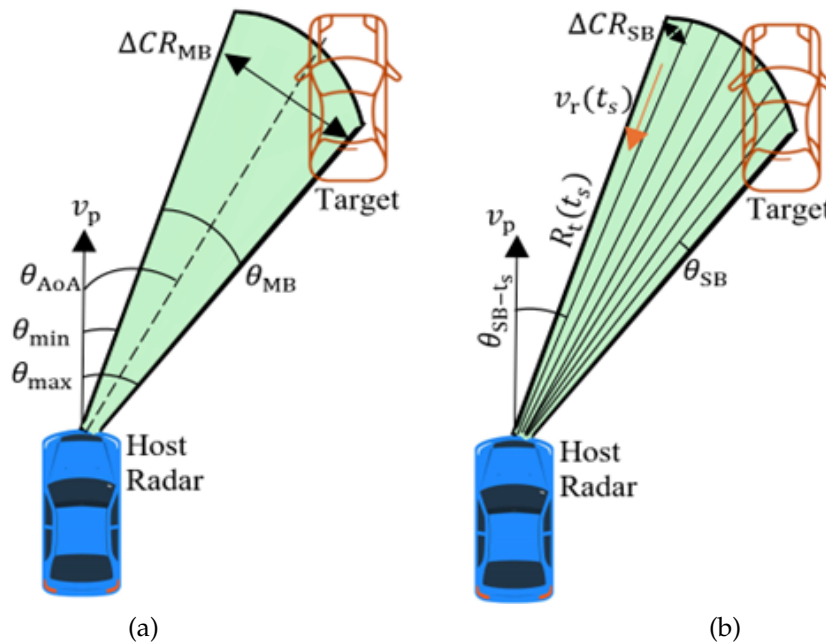 ΔCR_MB
Target
v_p
θ_AoA
θ_MB
θ_min
θ_max
Host
Radar
(a)
ΔCR_SB
v_r(t_s)
R_t(t_s)
Target
v_p
θ_SB
θ_SB-t_s
Host
Radar
(b)